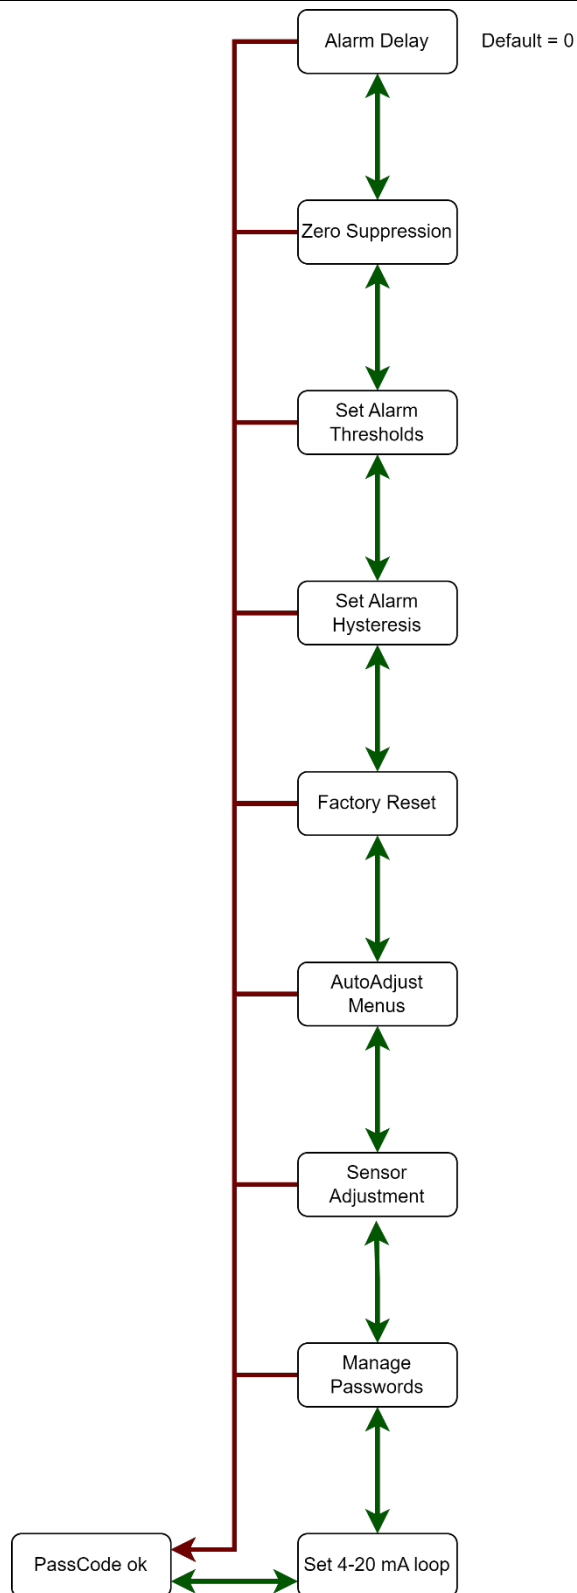 Alarm Delay
Default = 0
Zero Suppression
Set Alarm
Thresholds
Set Alarm
Hysteresis
Factory Reset
AutoAdjust
Menus
Sensor
Adjustment
Manage
Passwords
PassCode ok
Set 4-20 mA loop